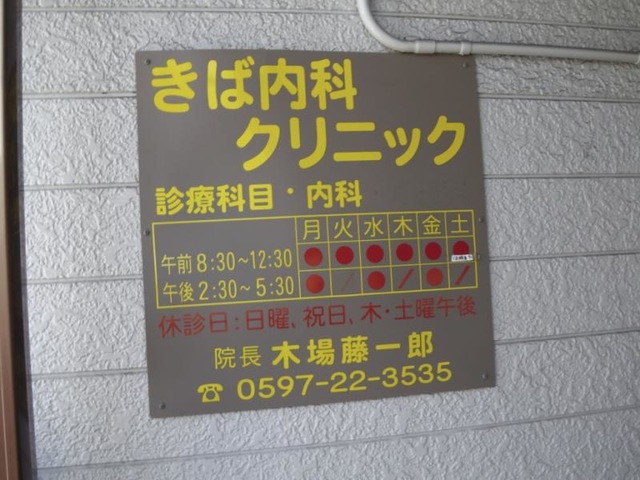 きば内科
クリニック
診療科目・内科
月 火 水 木 金 土
午前 8:30~12:30 ● ● ● ● ● ●
午後 2:30~5:30 ● / ● / ● /
休診日:日曜、祝日、木・土曜午後
院長 木場藤一郎
☎ 0597-22-3535